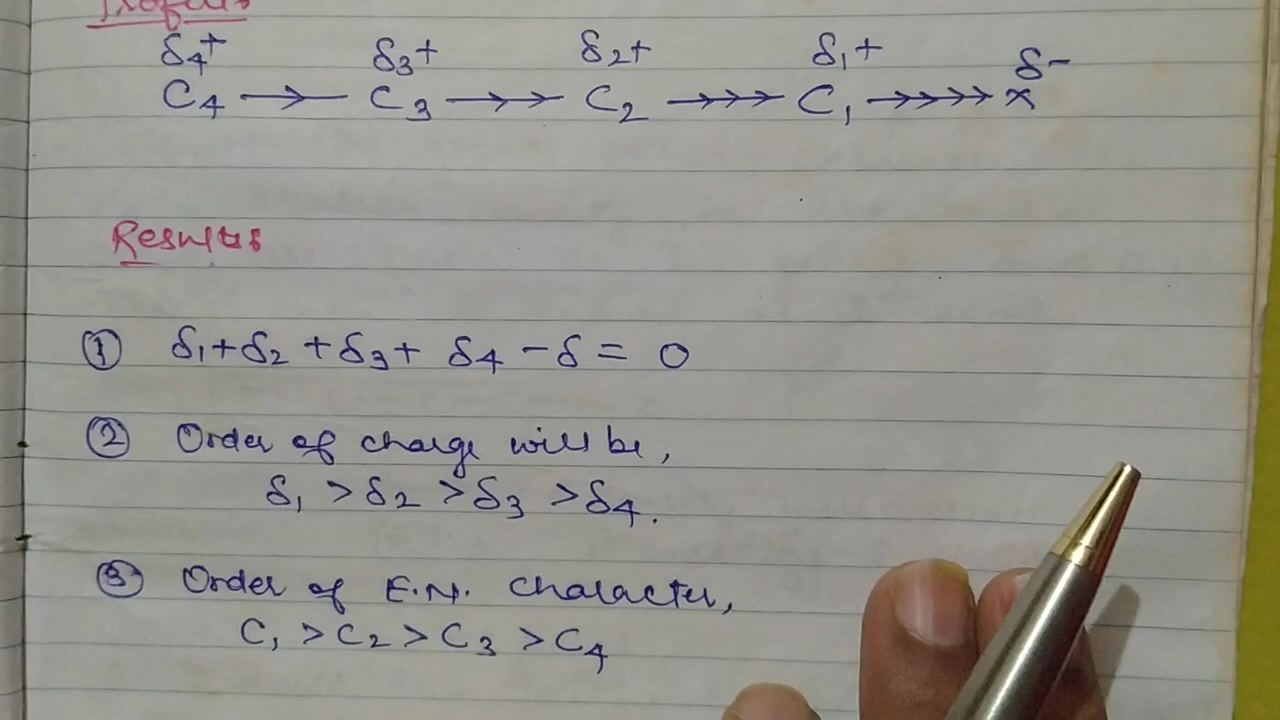 δ₄+ δ₃+ δ₂+ δ₁+ δ-
C₄ → C₃ →→ C₂ →→→ C₁ →→→→ x
Results
① δ₁+δ₂ +δ₃+ δ₄ -δ = 0
② Order of charge will be,
δ₁ > δ₂ > δ₃ > δ₄.
③ Order of E.N. Character,
C₁ > C₂ > C₃ > C₄